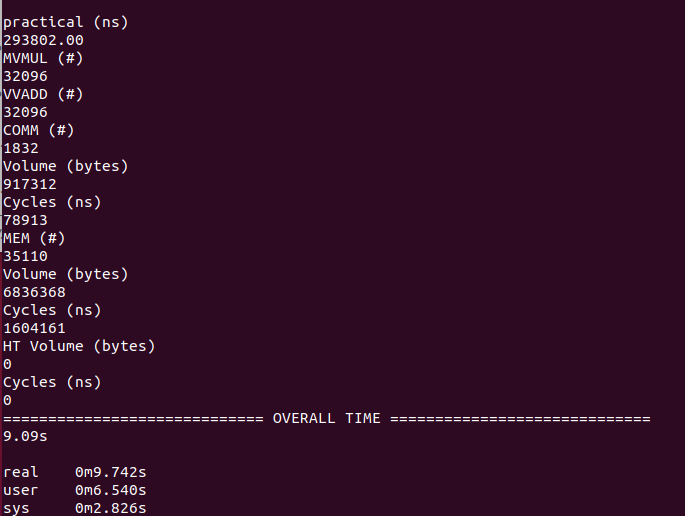 practical (ns)
293802.00
MVMUL (#)
32096
VVADD (#)
32096
COMM (#)
1832
Volume (bytes)
917312
Cycles (ns)
78913
MEM (#)
35110
Volume (bytes)
6836368
Cycles (ns)
1604161
HT Volume (bytes)
0
Cycles (ns)
0
============================= OVERALL TIME =============================
9.09s
real    0m9.742s
user    0m6.540s
sys     0m2.826s